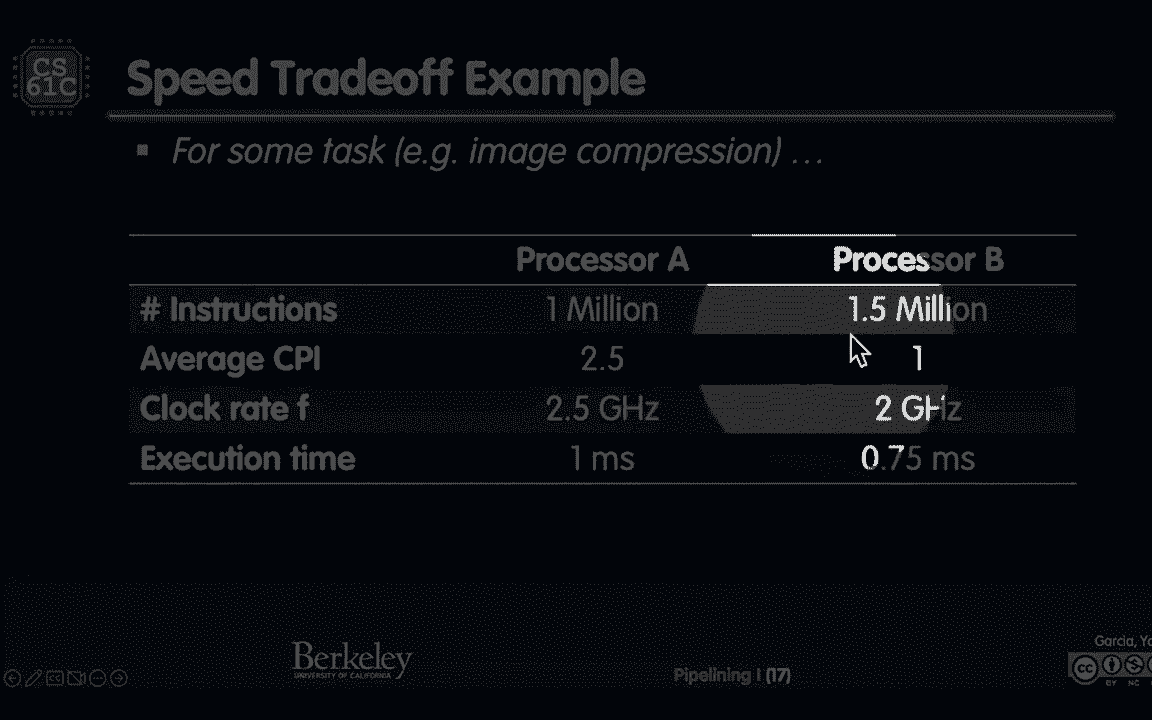 CS
61C
Speed Tradeoff Example
▪ For some task (e.g. image compression) …
Processor A Processor B
# Instructions 1 Million 1.5 Million
Average CPI 2.5 1
Clock rate f 2.5 GHz 2 GHz
Execution time 1 ms 0.75 ms
Berkeley
UNIVERSITY OF CALIFORNIA
Pipelining I (17)
Garcia,
CC
BY NC